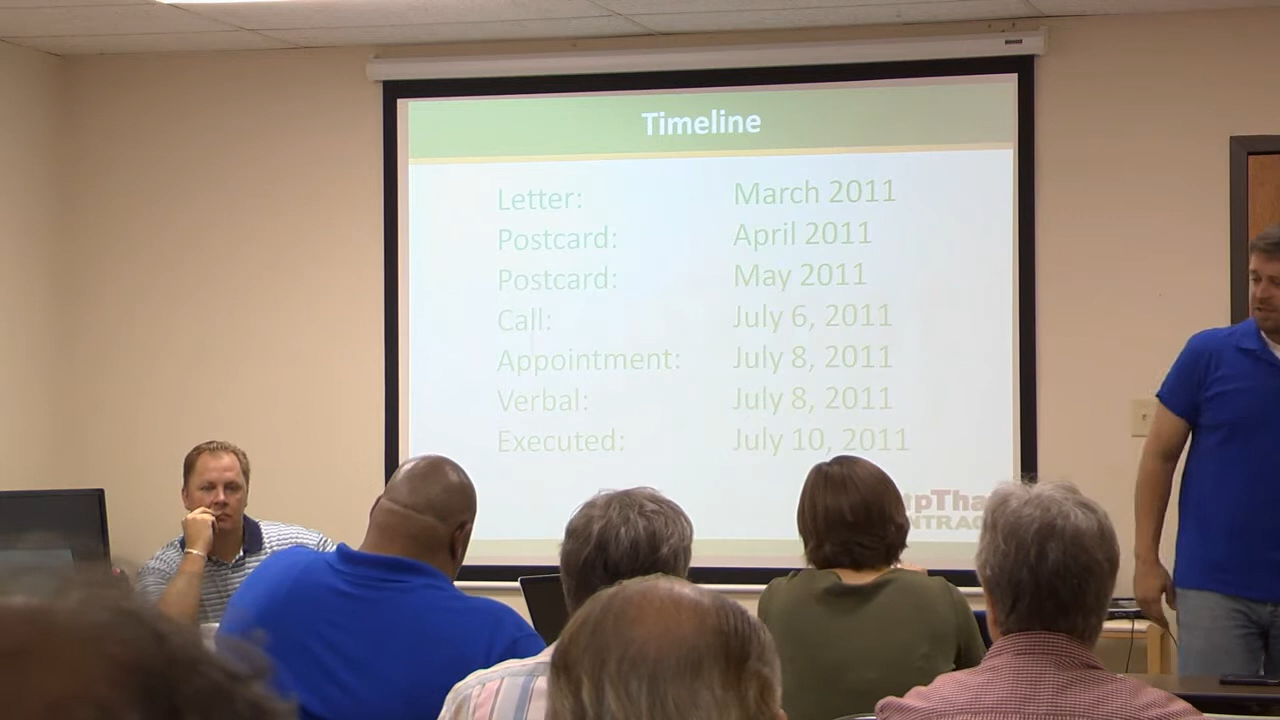 Timeline
Letter: March 2011
Postcard: April 2011
Postcard: May 2011
Call: July 6, 2011
Appointment: July 8, 2011
Verbal: July 8, 2011
Executed: July 10, 2011